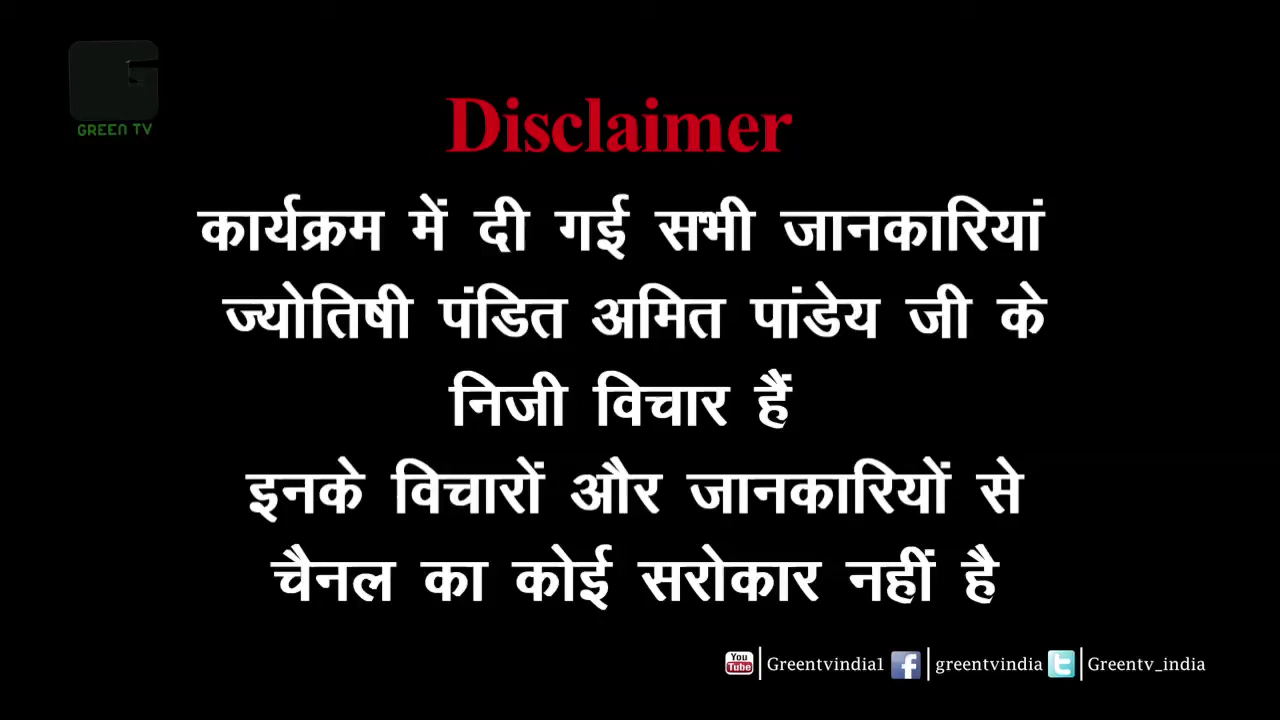 GREEN TV
Disclaimer
कार्यक्रम में दी गई सभी जानकारियां
ज्योतिषी पंडित अमित पांडेय जी के
निजी विचार हैं
इनके विचारों और जानकारियों से
चैनल का कोई सरोकार नहीं है
You Tube Greentvindia1 f greentvindia t Greentv_india